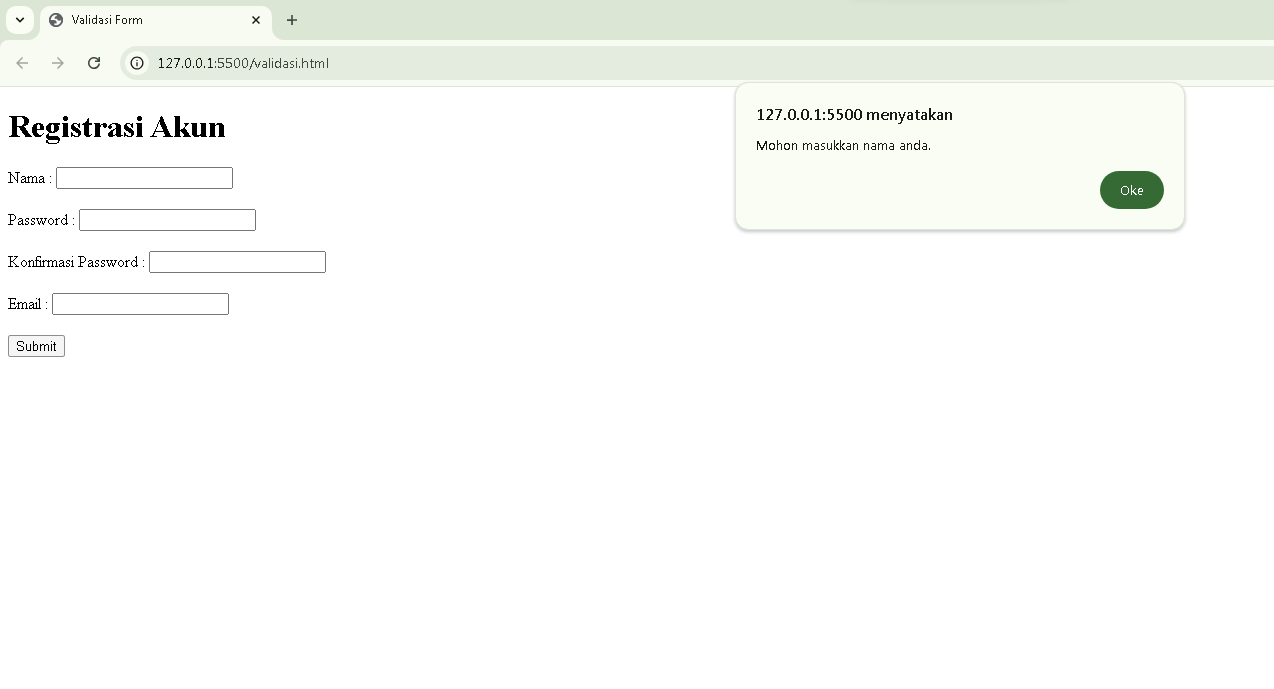 Validasi Form
127.0.0.1:5500/validasi.html
127.0.0.1:5500 menyatakan
Mohon masukkan nama anda.
Oke
Registrasi Akun
Nama :
Password :
Konfirmasi Password :
Email :
Submit